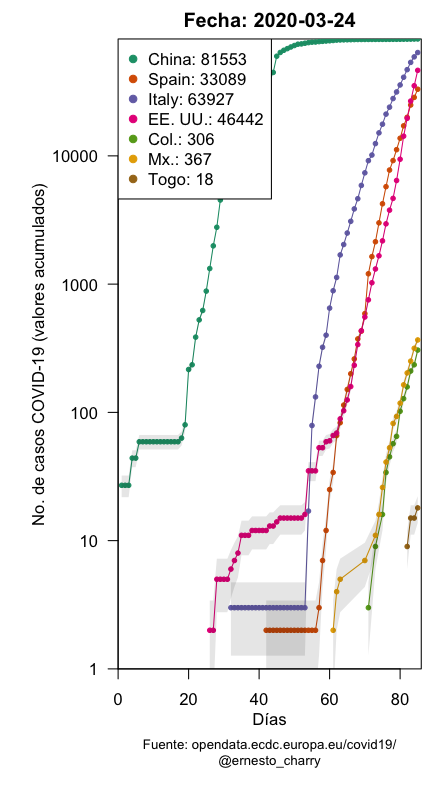 Fecha: 2020-03-24
China: 81553
Spain: 33089
Italy: 63927
EE. UU.: 46442
Col.: 306
Mx.: 367
Togo: 18
No. de casos COVID-19 (valores acumulados)
10000
1000
100
10
1
0 20 40 60 80
Días
Fuente: opendata.ecdc.europa.eu/covid19/
@ernesto_charry